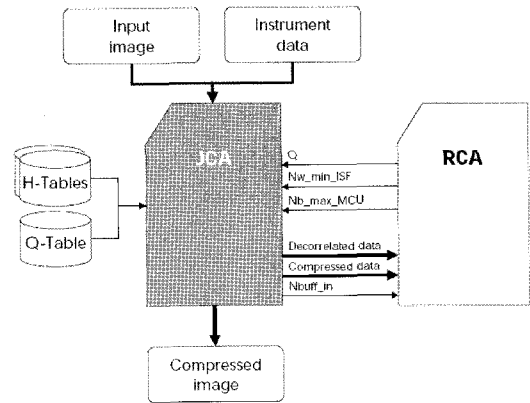 Input
image
Instrument
data
JCA
RCA
H-Tables
Q-Table
Q
Nw_min_ISF
Nb_max_MCU
Decorrelated data
Compressed data
Nbuff_in
Compressed
image